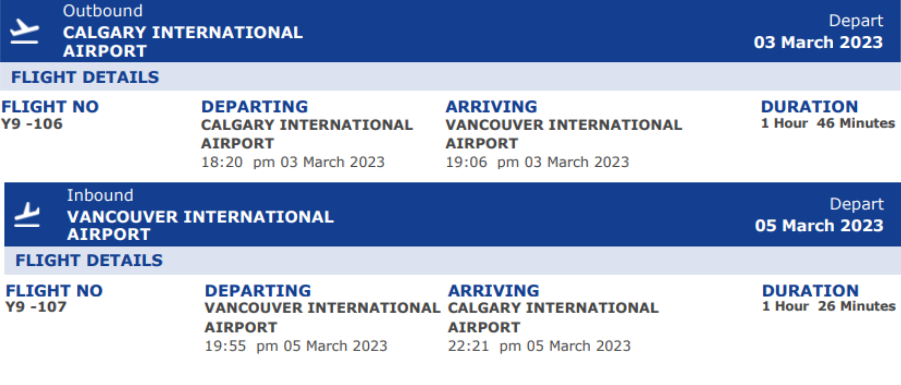 Outbound
CALGARY INTERNATIONAL
AIRPORT
Depart
03 March 2023
FLIGHT DETAILS
FLIGHT NO
Y9 -106
DEPARTING
CALGARY INTERNATIONAL
AIRPORT
18:20 pm 03 March 2023
ARRIVING
VANCOUVER INTERNATIONAL
AIRPORT
19:06 pm 03 March 2023
DURATION
1 Hour 46 Minutes
Inbound
VANCOUVER INTERNATIONAL
AIRPORT
Depart
05 March 2023
FLIGHT DETAILS
FLIGHT NO
Y9 -107
DEPARTING
VANCOUVER INTERNATIONAL
AIRPORT
19:55 pm 05 March 2023
ARRIVING
CALGARY INTERNATIONAL
AIRPORT
22:21 pm 05 March 2023
DURATION
1 Hour 26 Minutes